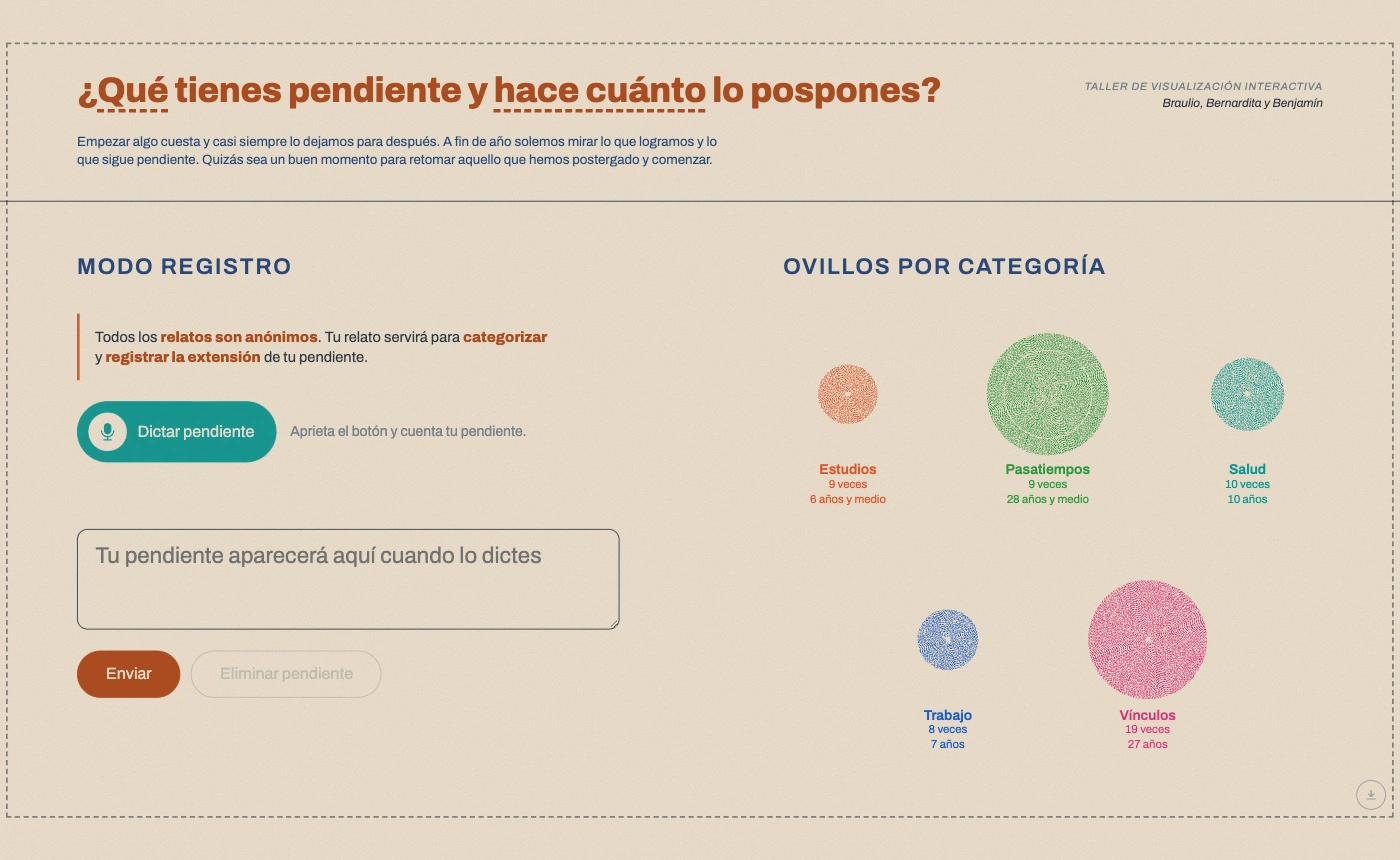 ¿Qué tienes pendiente y hace cuánto lo pospones?
TALLER DE VISUALIZACIÓN INTERACTIVA
Braulio, Bernardita y Benjamín
Empezar algo cuesta y casi siempre lo dejamos para después. A fin de año solemos mirar lo que logramos y lo
que sigue pendiente. Quizás sea un buen momento para retomar aquello que hemos postergado y comenzar.
MODO REGISTRO
Todos los relatos son anónimos. Tu relato servirá para categorizar
y registrar la extensión de tu pendiente.
Dictar pendiente
Aprieta el botón y cuenta tu pendiente.
Tu pendiente aparecerá aquí cuando lo dictes
Enviar
Eliminar pendiente
OVILLOS POR CATEGORÍA
Estudios
9 veces
6 años y medio
Pasatiempos
9 veces
28 años y medio
Salud
10 veces
10 años
Trabajo
8 veces
7 años
Vínculos
19 veces
27 años